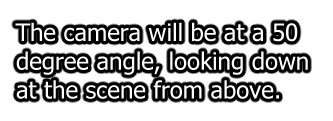 The camera will be at a 50
degree angle, looking down
at the scene from above.